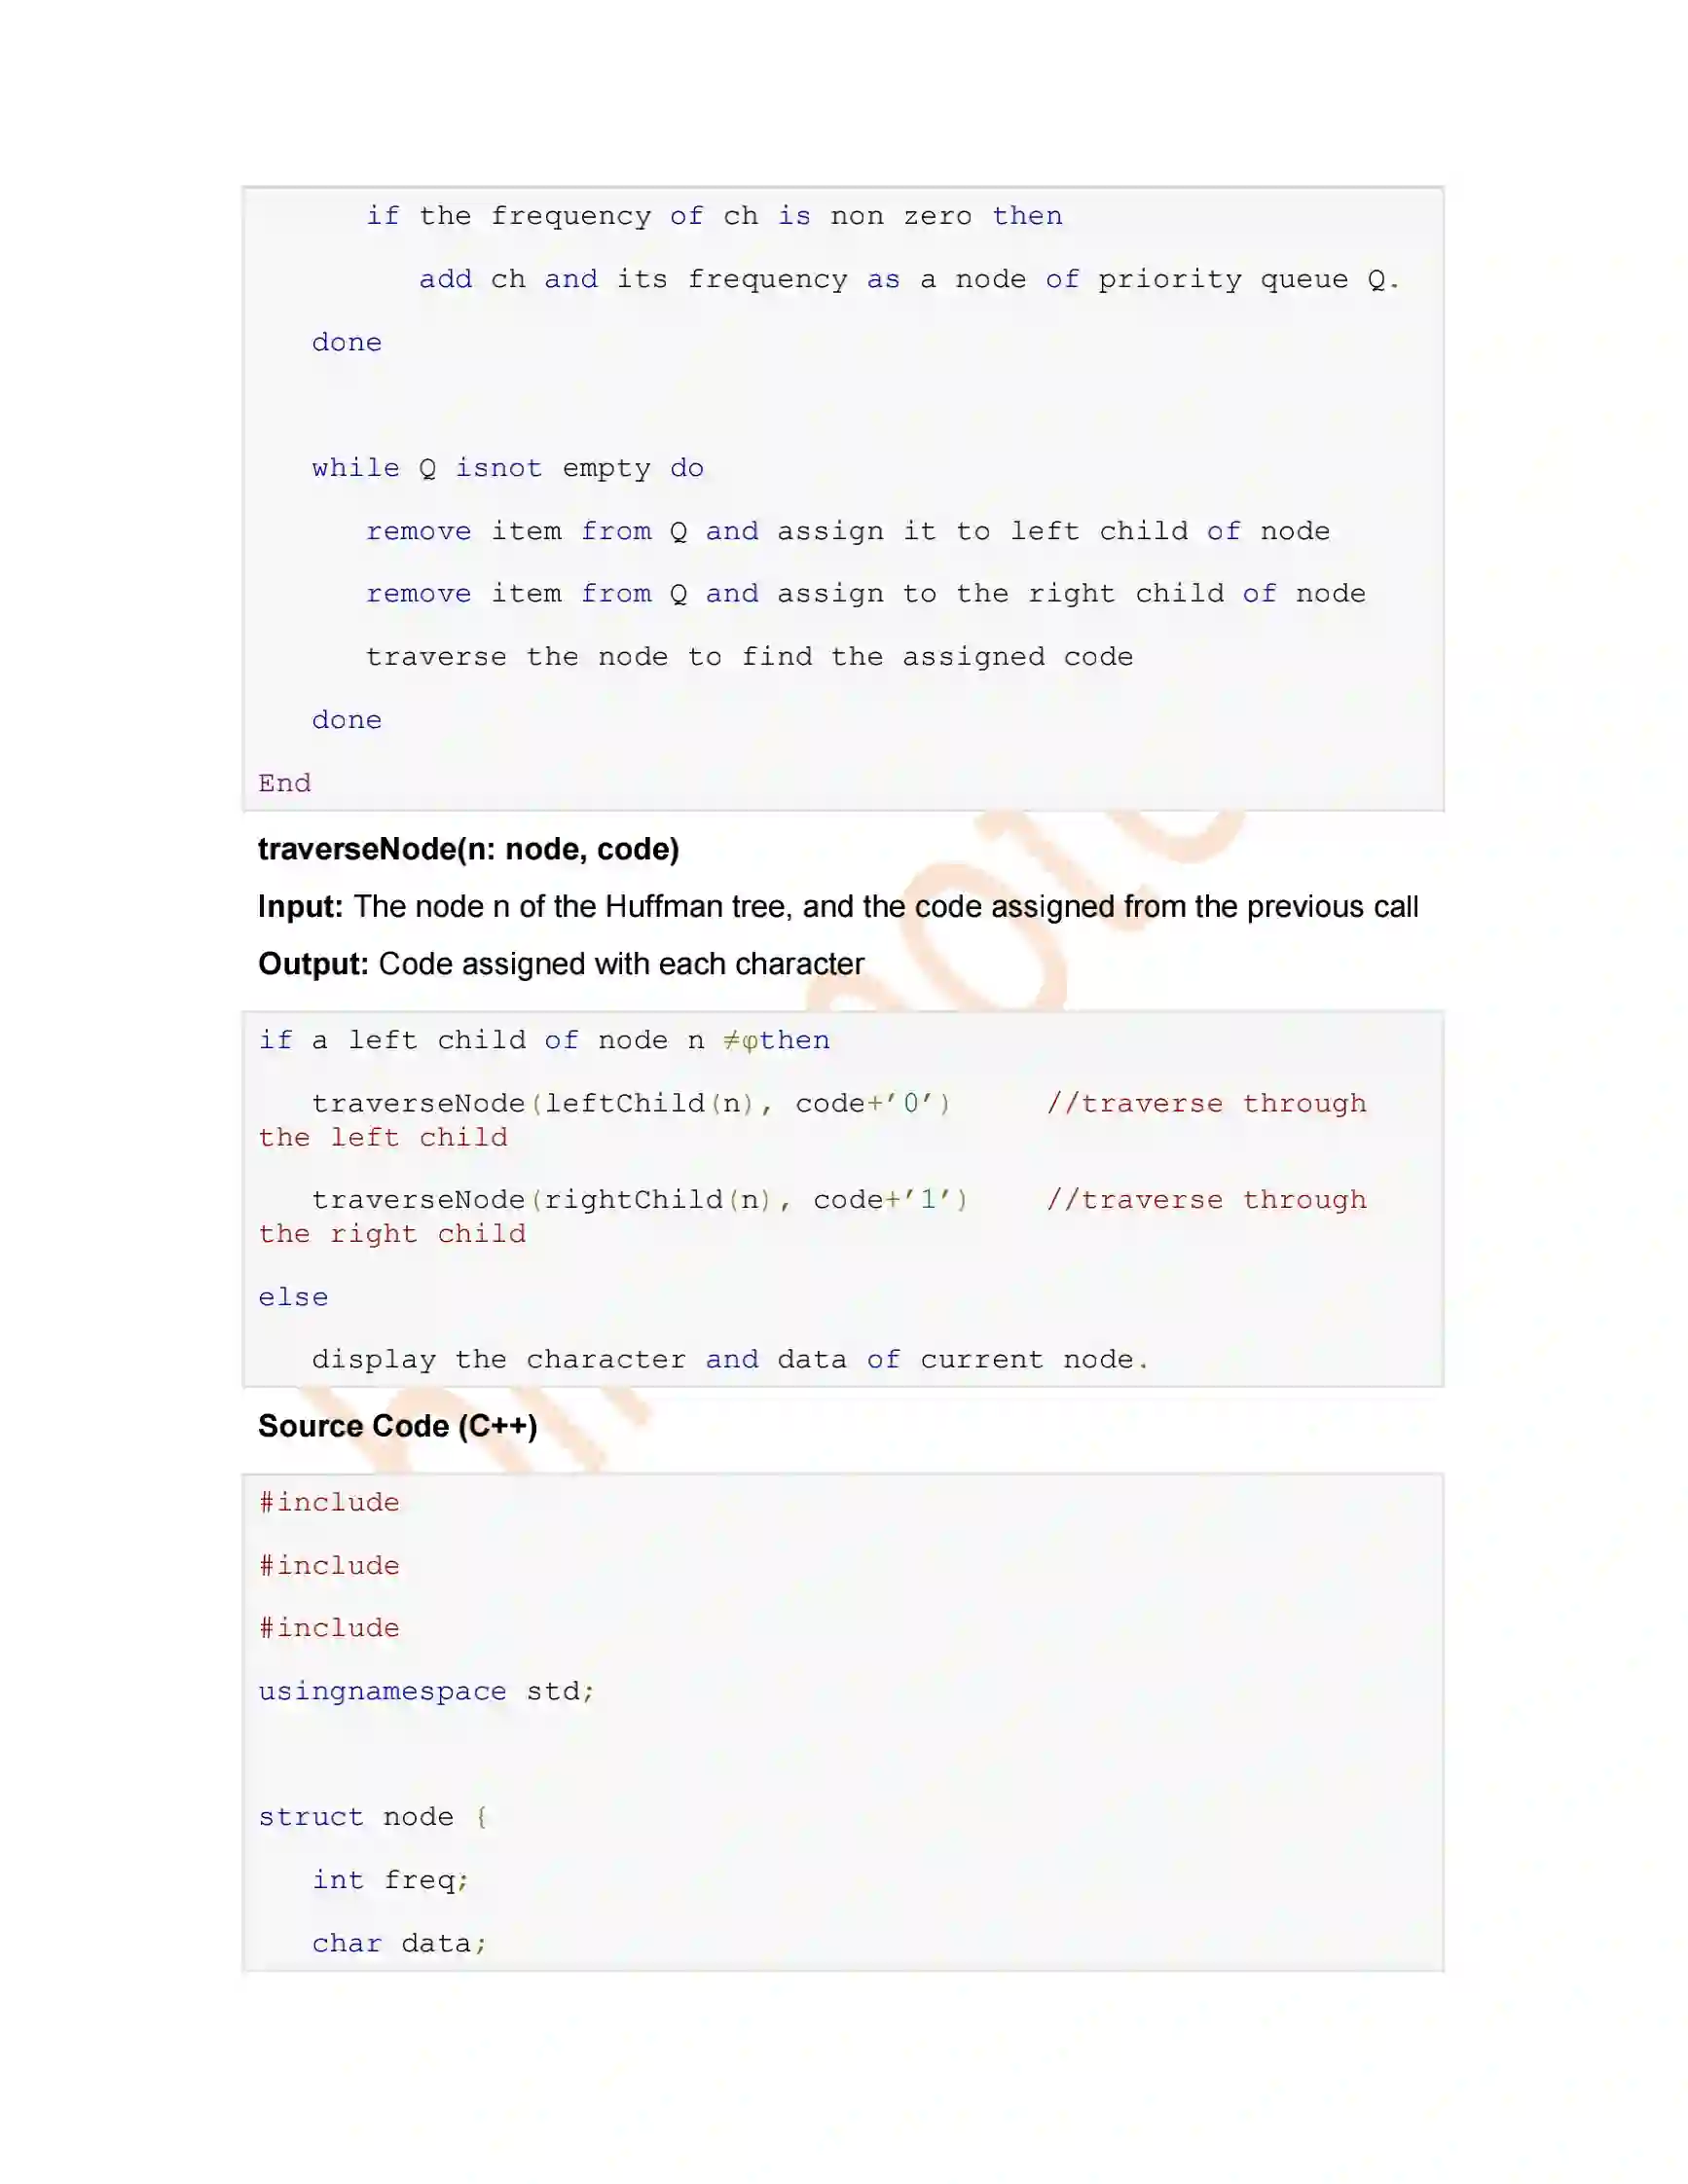 if the frequency of ch is non zero then
add ch and its frequency as a node of priority queue Q.
done
while Q isnot empty do
remove item from Q and assign it to left child of node
remove item from Q and assign to the right child of node
traverse the node to find the assigned code
done
End
traverseNode(n: node, code)
Input: The node n of the Huffman tree, and the code assigned from the previous call
Output: Code assigned with each character
if a left child of node n ≠φthen
traverseNode(leftChild(n), code+’0’) //traverse through
the left child
traverseNode(rightChild(n), code+’1’) //traverse through
the right child
else
display the character and data of current node.
Source Code (C++)
#include
#include
#include
usingnamespace std;
struct node {
int freq;
char data;